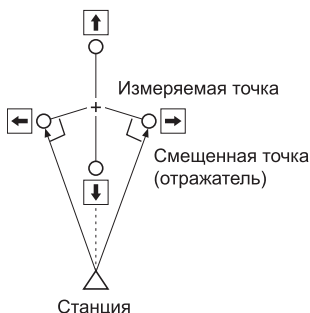 Измеряемая точка
Смещенная точка
(отражатель)
Станция